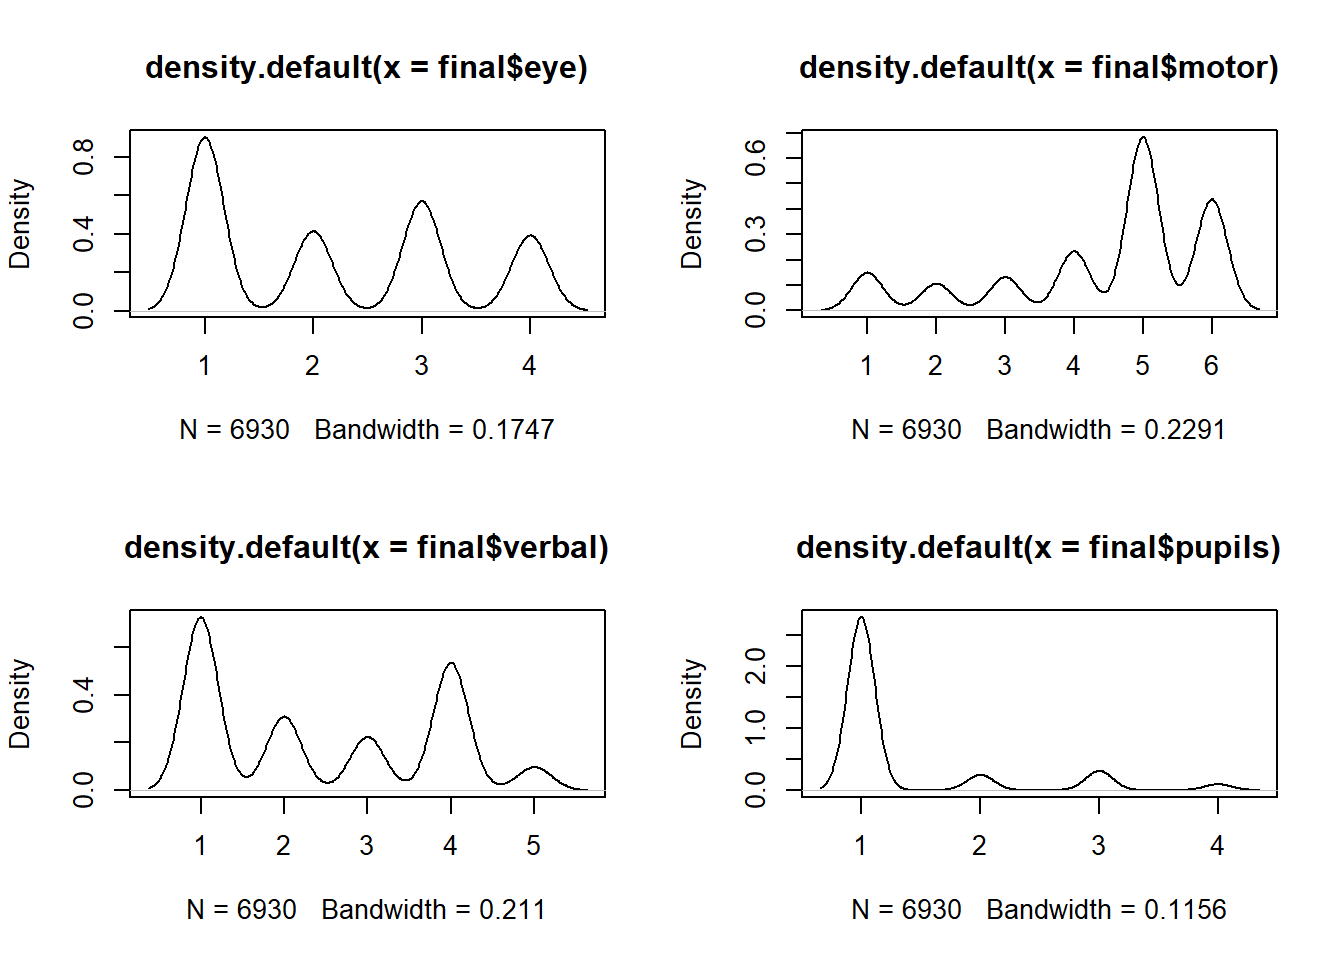 density.default(x = final$eye)
Density
0.0 0.4 0.8
1 2 3 4
N = 6930 Bandwidth = 0.1747
density.default(x = final$motor)
Density
0.0 0.3 0.6
1 2 3 4 5 6
N = 6930 Bandwidth = 0.2291
density.default(x = final$verbal)
Density
0.0 0.4
1 2 3 4 5
N = 6930 Bandwidth = 0.211
density.default(x = final$pupils)
Density
0.0 1.0 2.0
1 2 3 4
N = 6930 Bandwidth = 0.1156